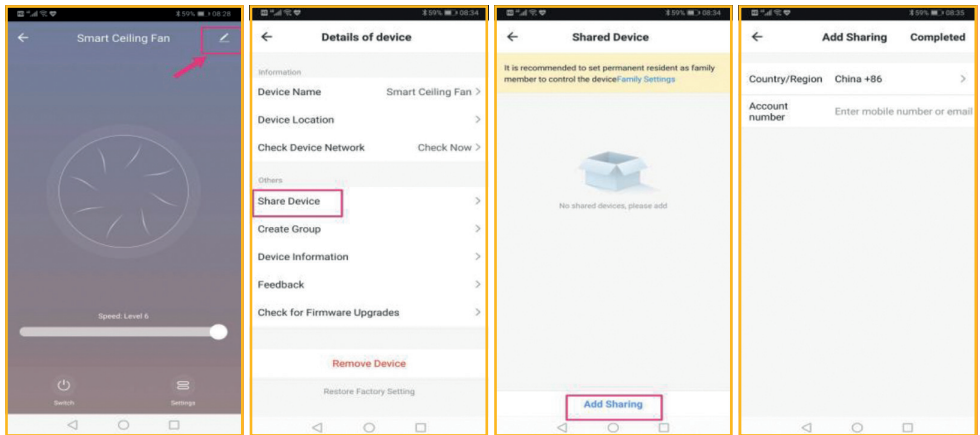 59% 08:28
Smart Ceiling Fan
Speed: Level 6
Switch
Settings
59% 08:34
Details of device
Information
Device Name Smart Ceiling Fan >
Device Location >
Check Device Network Check Now >
Others
Share Device >
Create Group >
Device Information >
Feedback >
Check for Firmware Upgrades >
Remove Device
Restore Factory Setting
59% 08:34
Shared Device
It is recommended to set permanent resident as family
member to control the deviceFamily Settings
No shared devices, please add
Add Sharing
59% 08:35
Add Sharing Completed
Country/Region China +86 >
Account
number Enter mobile number or email